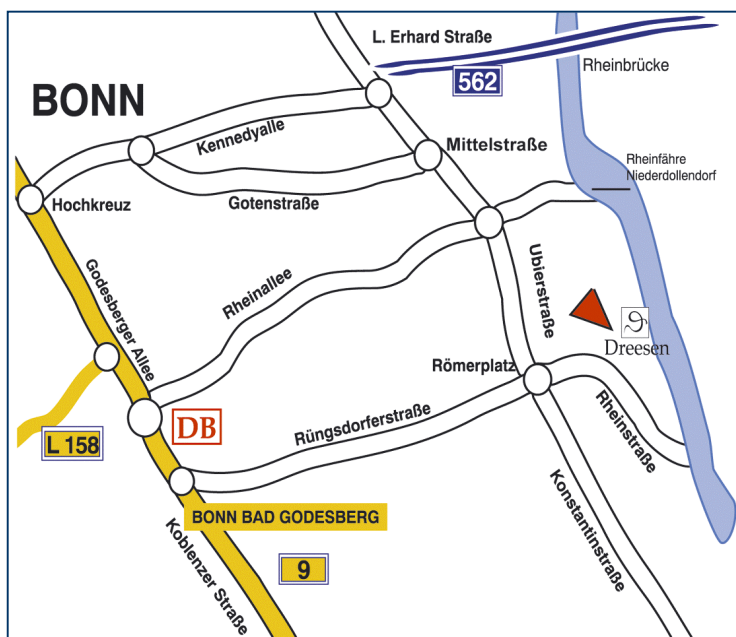 L. Erhard Straße
562
Rheinbrücke
BONN
Kennedyalle
Mittelstraße
Rheinfähre
Niederdollendorf
Hochkreuz
Gotenstraße
Godesberger Allee
Rheinallee
Ubierstraße
Dreesen
Römerplatz
DB
L 158
Rüngsdorferstraße
Rheinstraße
BONN BAD GODESBERG
Konstantinstraße
Koblenzer Straße
9